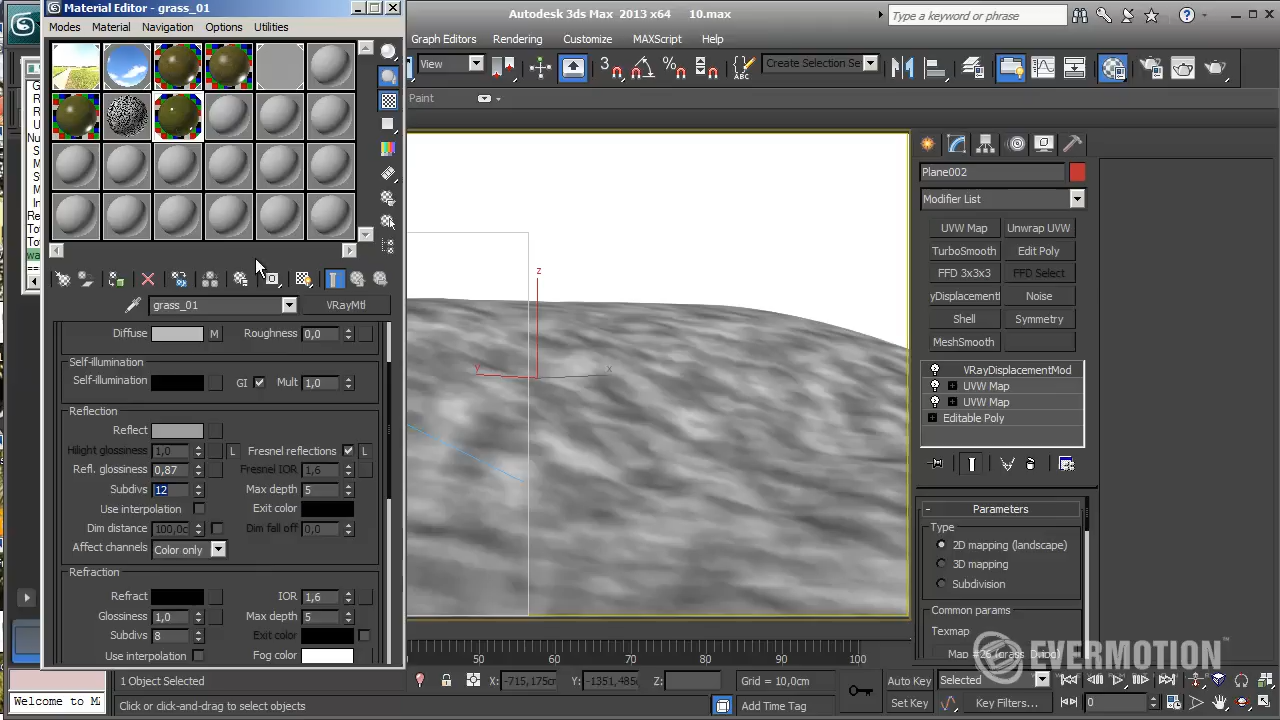 Material Editor - grass_01
Modes Material Navigation Options Utilities
grass_01
VRayMtl
Diffuse M Roughness 0,0
Self-illumination
Self-illumination GI Mult 1,0
Reflection
Reflect
Hilight glossiness 1,0 L Fresnel reflections L
Refl. glossiness 0,87 Fresnel IOR 1,6
Subdivs 12 Max depth 5
Use interpolation Exit color
Dim distance 100,0c Dim fall off 0,0
Affect channels Color only
Refraction
Refract IOR 1,6
Glossiness 1,0 Max depth 5
Subdivs 8 Exit color
Use interpolation Fog color
Autodesk 3ds Max 2013 x64 10.max
Type a keyword or phrase
Graph Editors Rendering Customize MAXScript Help
View
3
Create Selection Se
Paint
z
y
x
Plane002
Modifier List
UVW Map Unwrap UVW
TurboSmooth Edit Poly
FFD 3x3x3 FFD Select
yDisplacementI Noise
Shell Symmetry
MeshSmooth
VRayDisplacementMod
UVW Map
UVW Map
Editable Poly
- Parameters
Type
2D mapping (landscape)
3D mapping
Subdivision
Common params
Texmap
Map #26 (Grass_Dying)
EVERMOTION™
50 60 70 80 90 100
1 Object Selected
X: -715,175cm Y: -1351,485c Z:
Grid = 10,0cm
Auto Key Selected
Welcome to M
Click or click-and-drag to select objects
Add Time Tag
Set Key Key Filters... 0